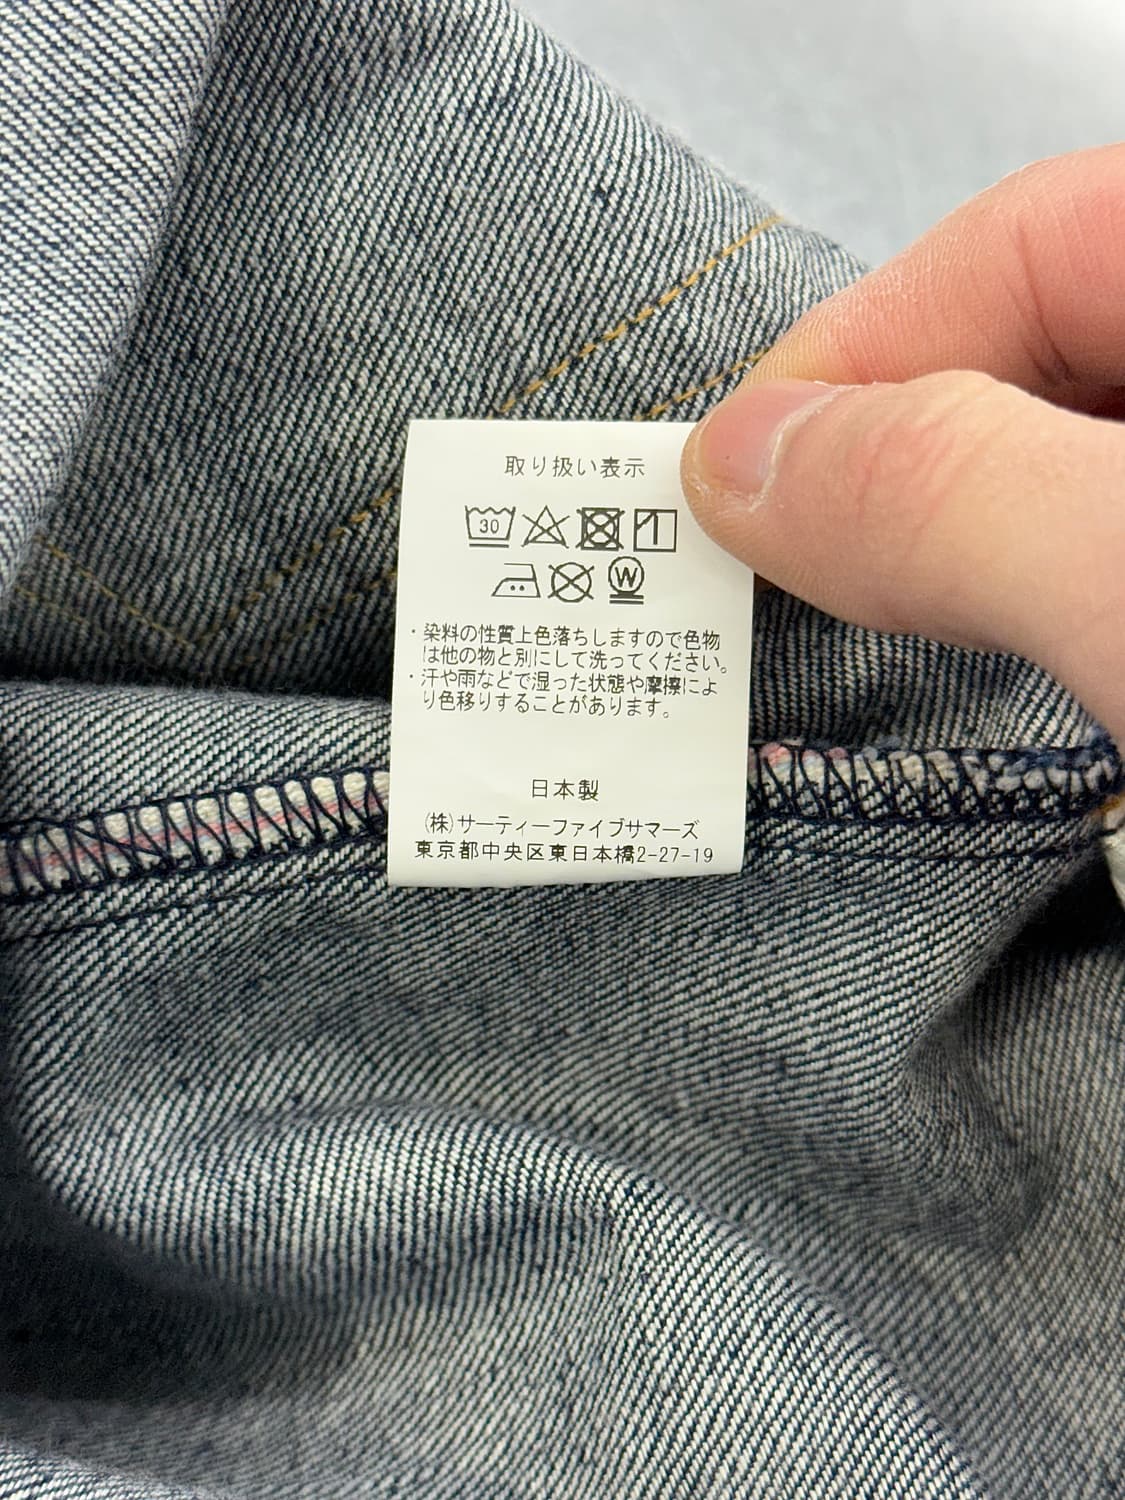 取り扱い表示
30
W
・染料の性質上色落ちしますので色物
は他の物と別にして洗ってください。
・汗や雨などで湿った状態や摩擦によ
り色移りすることがあります。
日本製
(株)サーティーファイブサマーズ
東京都中央区東日本橋2-27-19